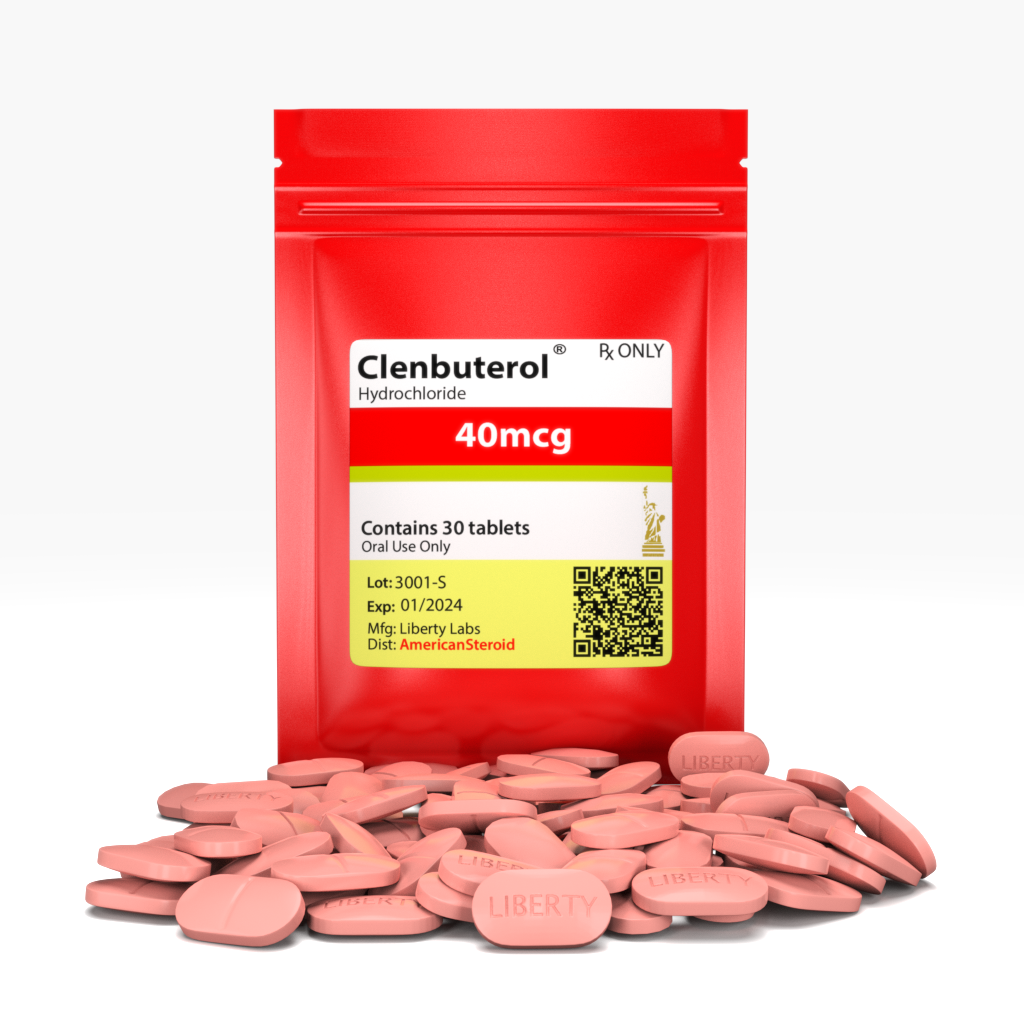 Clenbuterol®
℞ ONLY
Hydrochloride
40mcg
Contains 30 tablets
Oral Use Only
Lot: 3001-S
Exp: 01/2024
Mfg: Liberty Labs
Dist: AmericanSteroid
LIBERTY
LIBERTY
LIBERTY
LIBERTY
LIBERTY